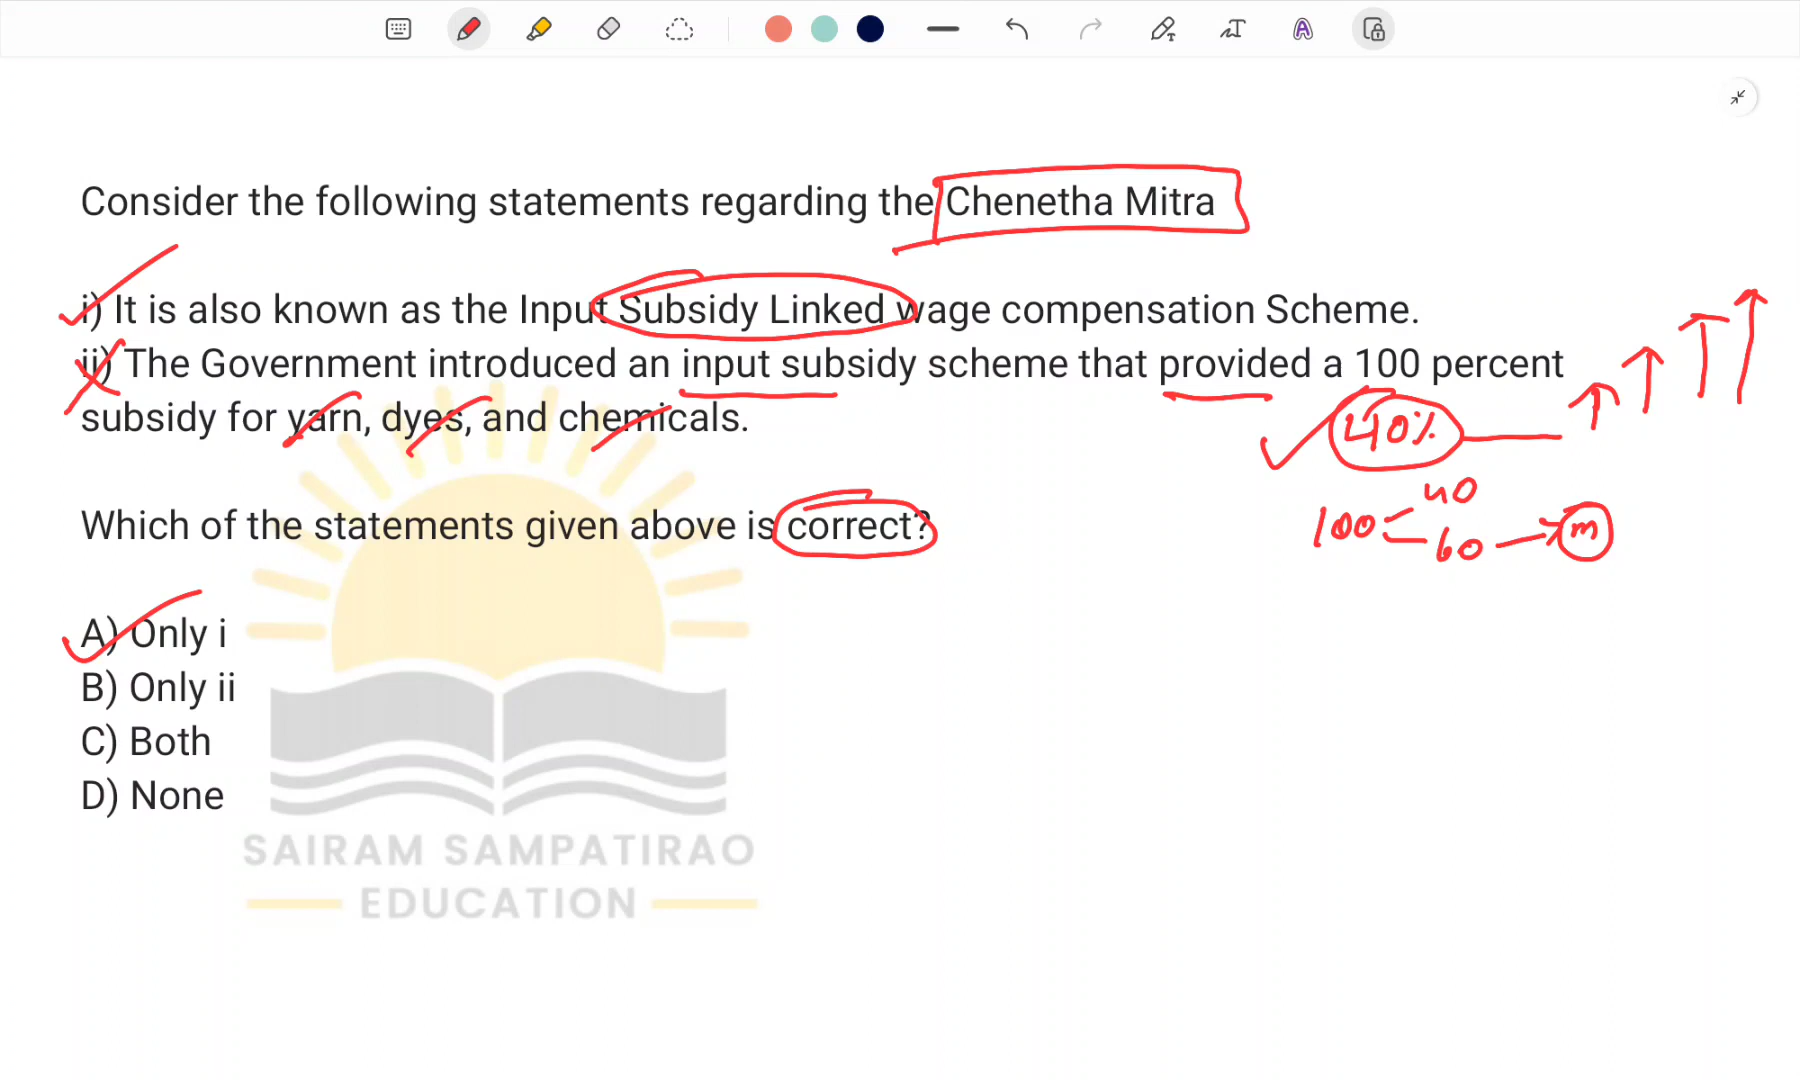 Consider the following statements regarding the Chenetha Mitra
i) It is also known as the Input Subsidy Linked wage compensation Scheme.
ii) The Government introduced an input subsidy scheme that provided a 100 percent
subsidy for yarn, dyes, and chemicals.
40%
40
100
60
m
Which of the statements given above is correct?
A) Only i
B) Only ii
C) Both
D) None
SAIRAM SAMPATIRAO
EDUCATION